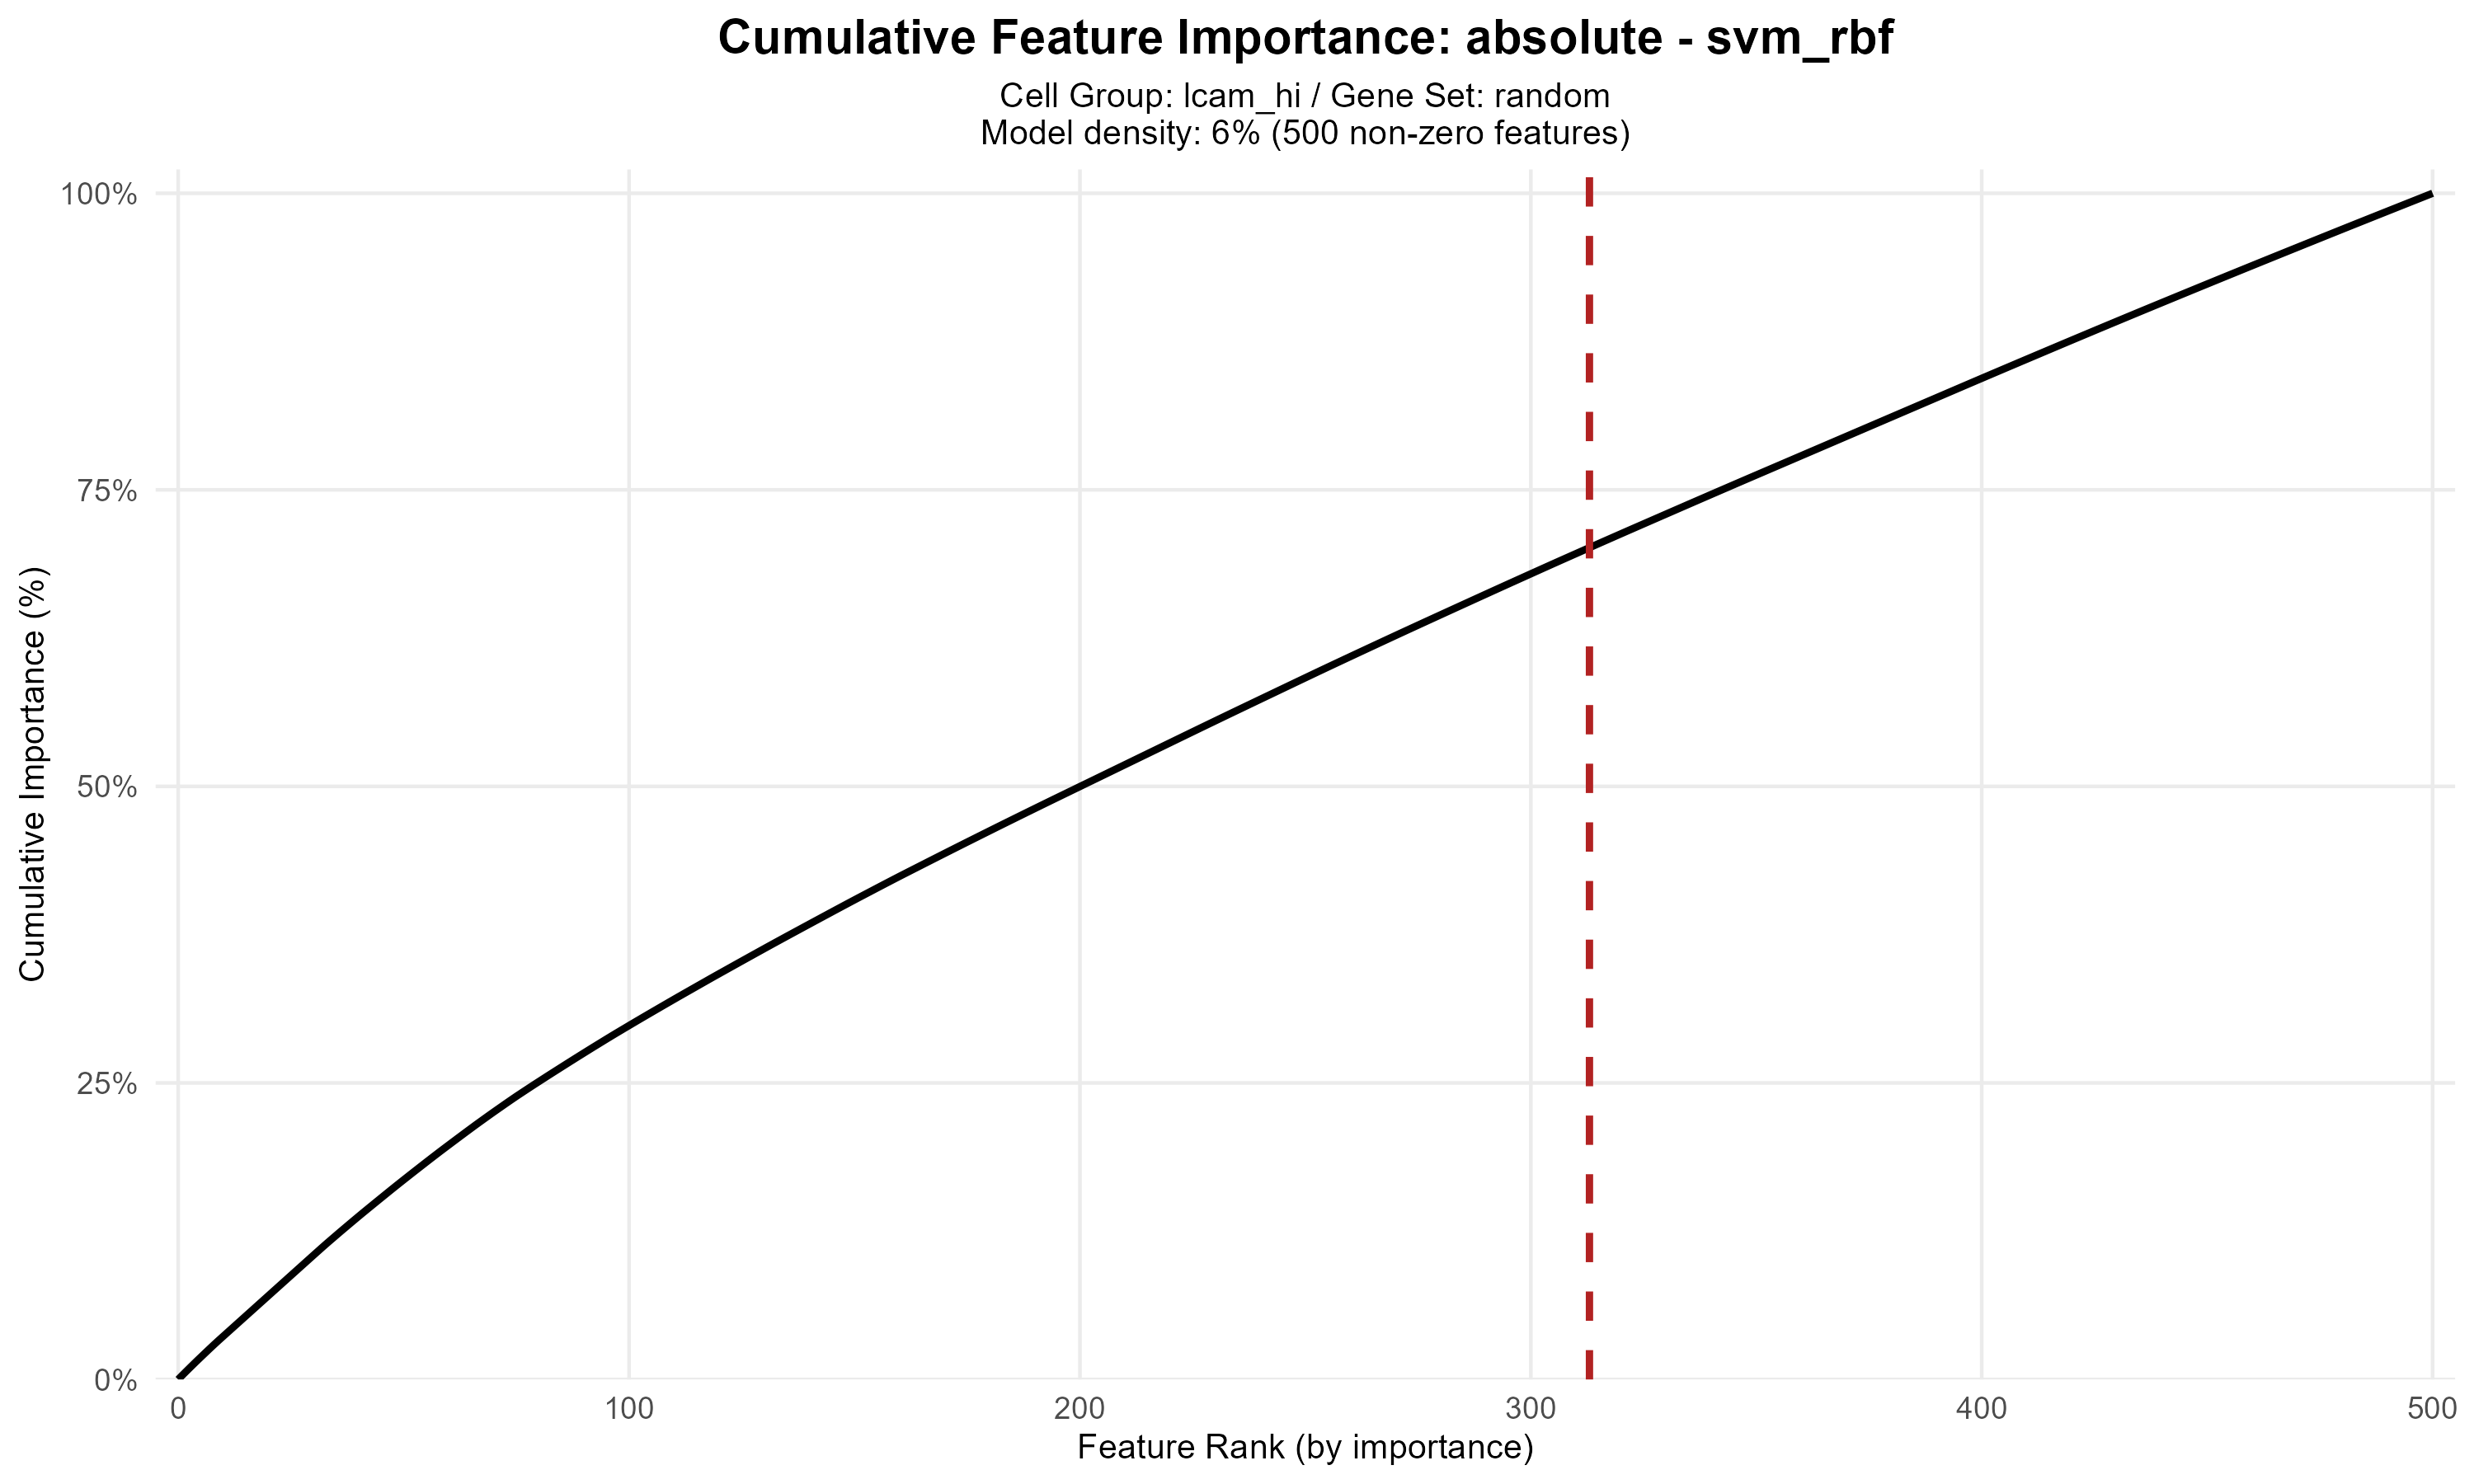 Cumulative Feature Importance: absolute - svm_rbf
Cell Group: lcam_hi / Gene Set: random
Model density: 6% (500 non-zero features)
Cumulative Importance (%)
100%
75%
50%
25%
0%
0 100 200 300 400 500
Feature Rank (by importance)